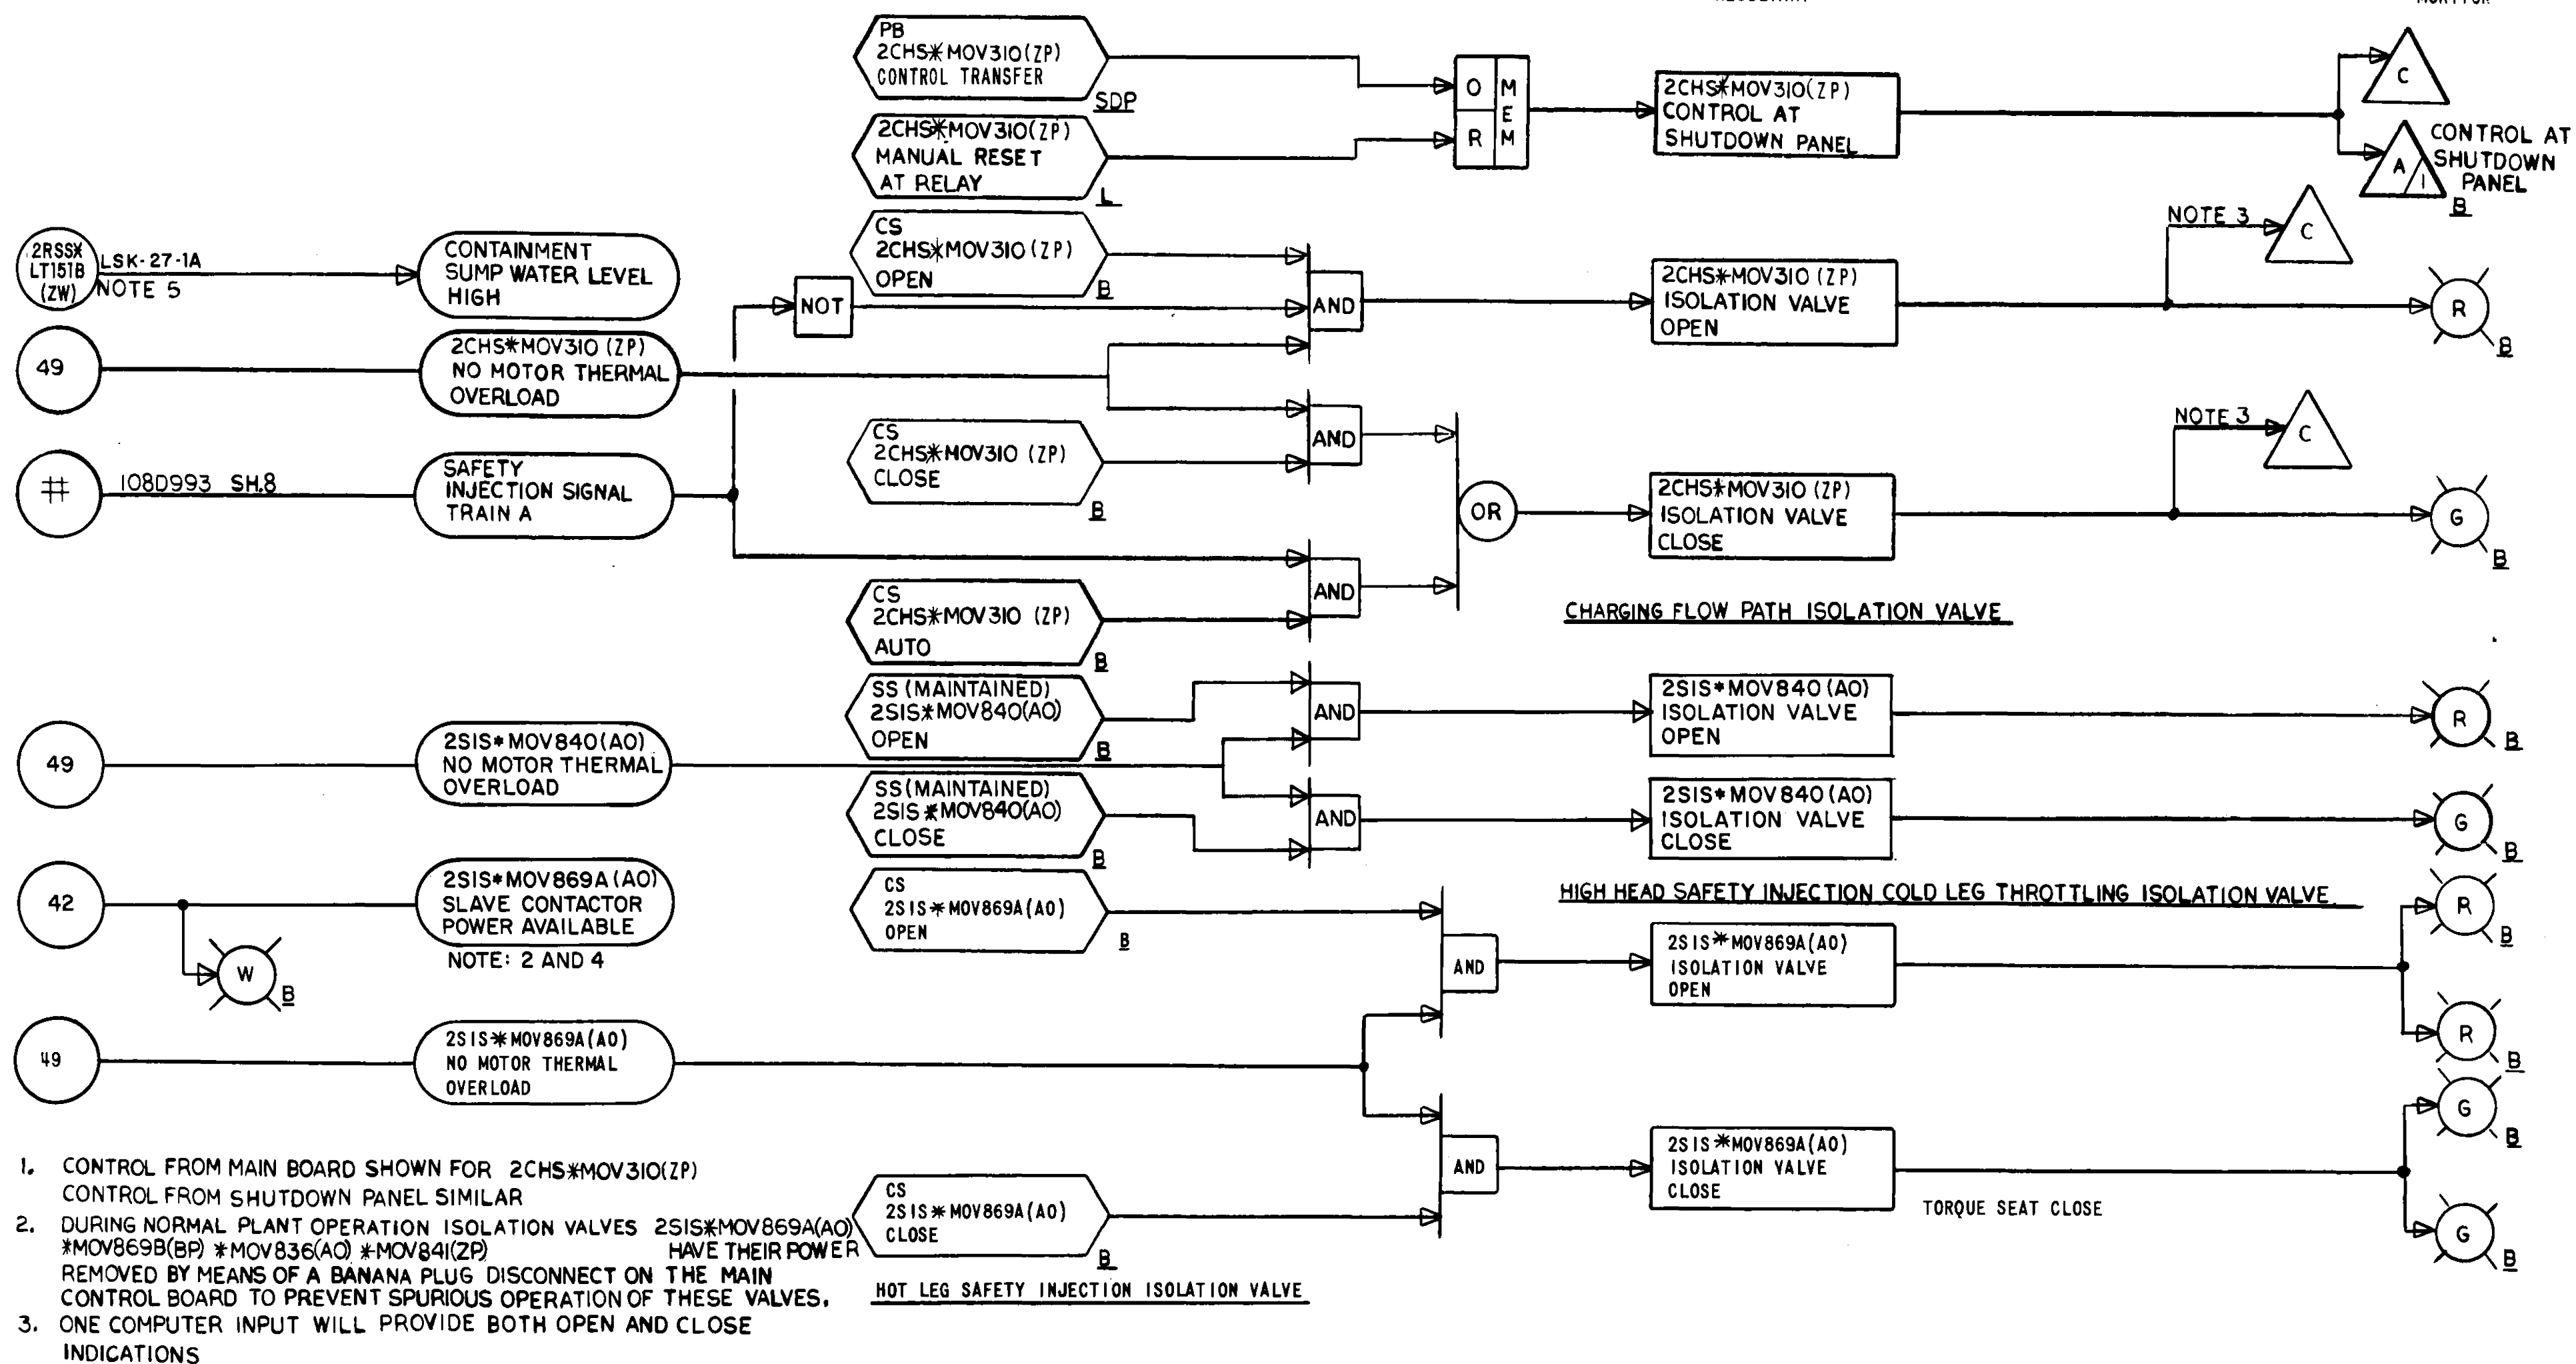 PB
2CHS*MOV310(ZP)
CONTROL TRANSFER
SDP
2CHS*MOV310(ZP)
MANUAL RESET
AT RELAY
L
O
R
M
E
M
2CHS*MOV310(ZP)
CONTROL AT
SHUTDOWN PANEL
C
A
1
CONTROL AT
SHUTDOWN
PANEL
B
2RSS*
LT151B
(ZW)
LSK-27-1A
NOTE 5
CONTAINMENT
SUMP WATER LEVEL
HIGH
CS
2CHS*MOV310(ZP)
OPEN
B
NOT
AND
2CHS*MOV310 (ZP)
ISOLATION VALVE
OPEN
NOTE 3
C
R
B
49
2CHS*MOV310 (ZP)
NO MOTOR THERMAL
OVERLOAD
CS
2CHS*MOV310 (ZP)
CLOSE
B
AND
#
108D993 SH.8
SAFETY
INJECTION SIGNAL
TRAIN A
OR
2CHS*MOV310 (ZP)
ISOLATION VALVE
CLOSE
NOTE 3
C
G
B
CS
2CHS*MOV310 (ZP)
AUTO
B
AND
CHARGING FLOW PATH ISOLATION VALVE
SS (MAINTAINED)
2SIS*MOV840(AO)
OPEN
B
AND
2SIS*MOV840(AO)
ISOLATION VALVE
OPEN
R
B
49
2SIS*MOV840(AO)
NO MOTOR THERMAL
OVERLOAD
SS (MAINTAINED)
2SIS*MOV840(AO)
CLOSE
B
AND
2SIS*MOV840(AO)
ISOLATION VALVE
CLOSE
G
B
HIGH HEAD SAFETY INJECTION COLD LEG THROTTLING ISOLATION VALVE
42
2SIS*MOV869A(AO)
SLAVE CONTACTOR
POWER AVAILABLE
NOTE: 2 AND 4
W
B
CS
2SIS*MOV869A(AO)
OPEN
B
AND
2SIS*MOV869A(AO)
ISOLATION VALVE
OPEN
R
B
R
B
49
2SIS*MOV869A(AO)
NO MOTOR THERMAL
OVERLOAD
CS
2SIS*MOV869A(AO)
CLOSE
B
AND
2SIS*MOV869A(AO)
ISOLATION VALVE
CLOSE
TORQUE SEAT CLOSE
G
B
G
B
HOT LEG SAFETY INJECTION ISOLATION VALVE
1. CONTROL FROM MAIN BOARD SHOWN FOR 2CHS*MOV310(ZP)
CONTROL FROM SHUTDOWN PANEL SIMILAR
2. DURING NORMAL PLANT OPERATION ISOLATION VALVES 2SIS*MOV869A(AO)
*MOV869B(BP) *MOV836(AO) *MOV841(ZP) HAVE THEIR POWER
REMOVED BY MEANS OF A BANANA PLUG DISCONNECT ON THE MAIN
CONTROL BOARD TO PREVENT SPURIOUS OPERATION OF THESE VALVES.
3. ONE COMPUTER INPUT WILL PROVIDE BOTH OPEN AND CLOSE
INDICATIONS